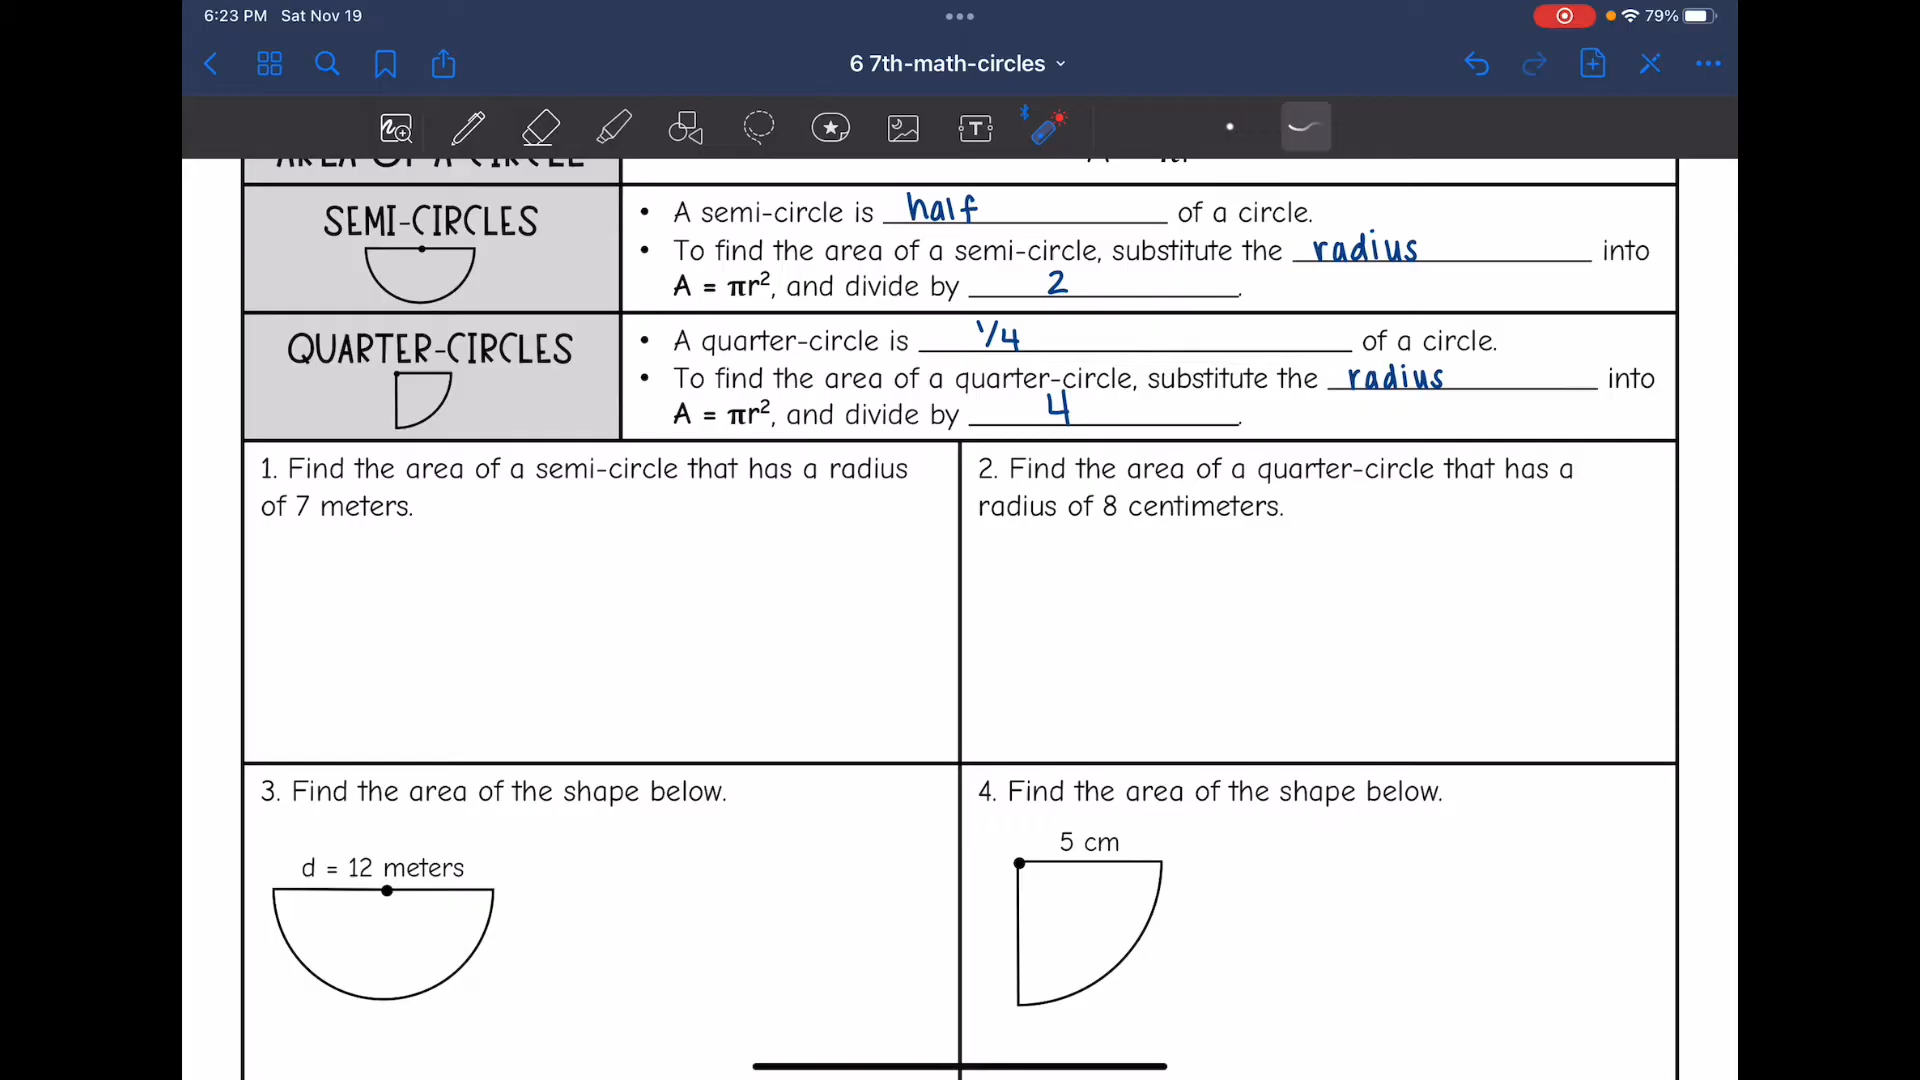 6:23 PM Sat Nov 19
79%
6 7th-math-circles
T
AREA OF A CIRCLE
SEMI-CIRCLES
• A semi-circle is half of a circle.
• To find the area of a semi-circle, substitute the radius into
A = πr², and divide by 2.
QUARTER-CIRCLES
• A quarter-circle is 1/4 of a circle.
• To find the area of a quarter-circle, substitute the radius into
A = πr², and divide by 4.
1. Find the area of a semi-circle that has a radius
of 7 meters.
2. Find the area of a quarter-circle that has a
radius of 8 centimeters.
3. Find the area of the shape below.
d = 12 meters
4. Find the area of the shape below.
5 cm